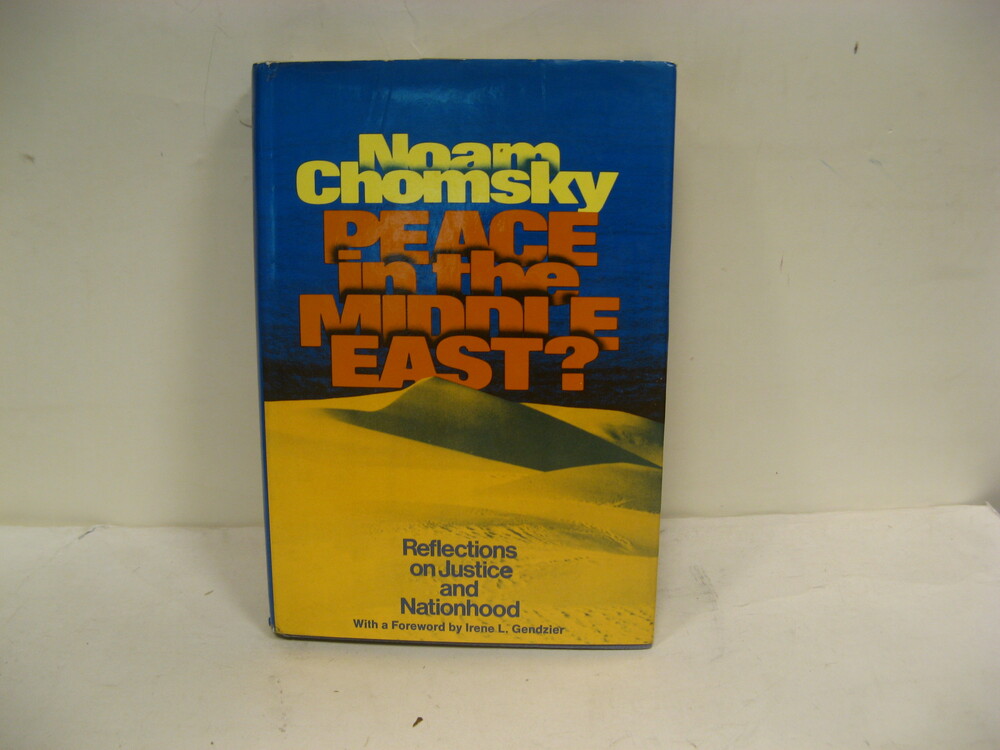 Noam
Chomsky
PEACE
in the
MIDDLE
EAST?
Reflections
on Justice
and
Nationhood
With a Foreword by Irene L. Gendzier